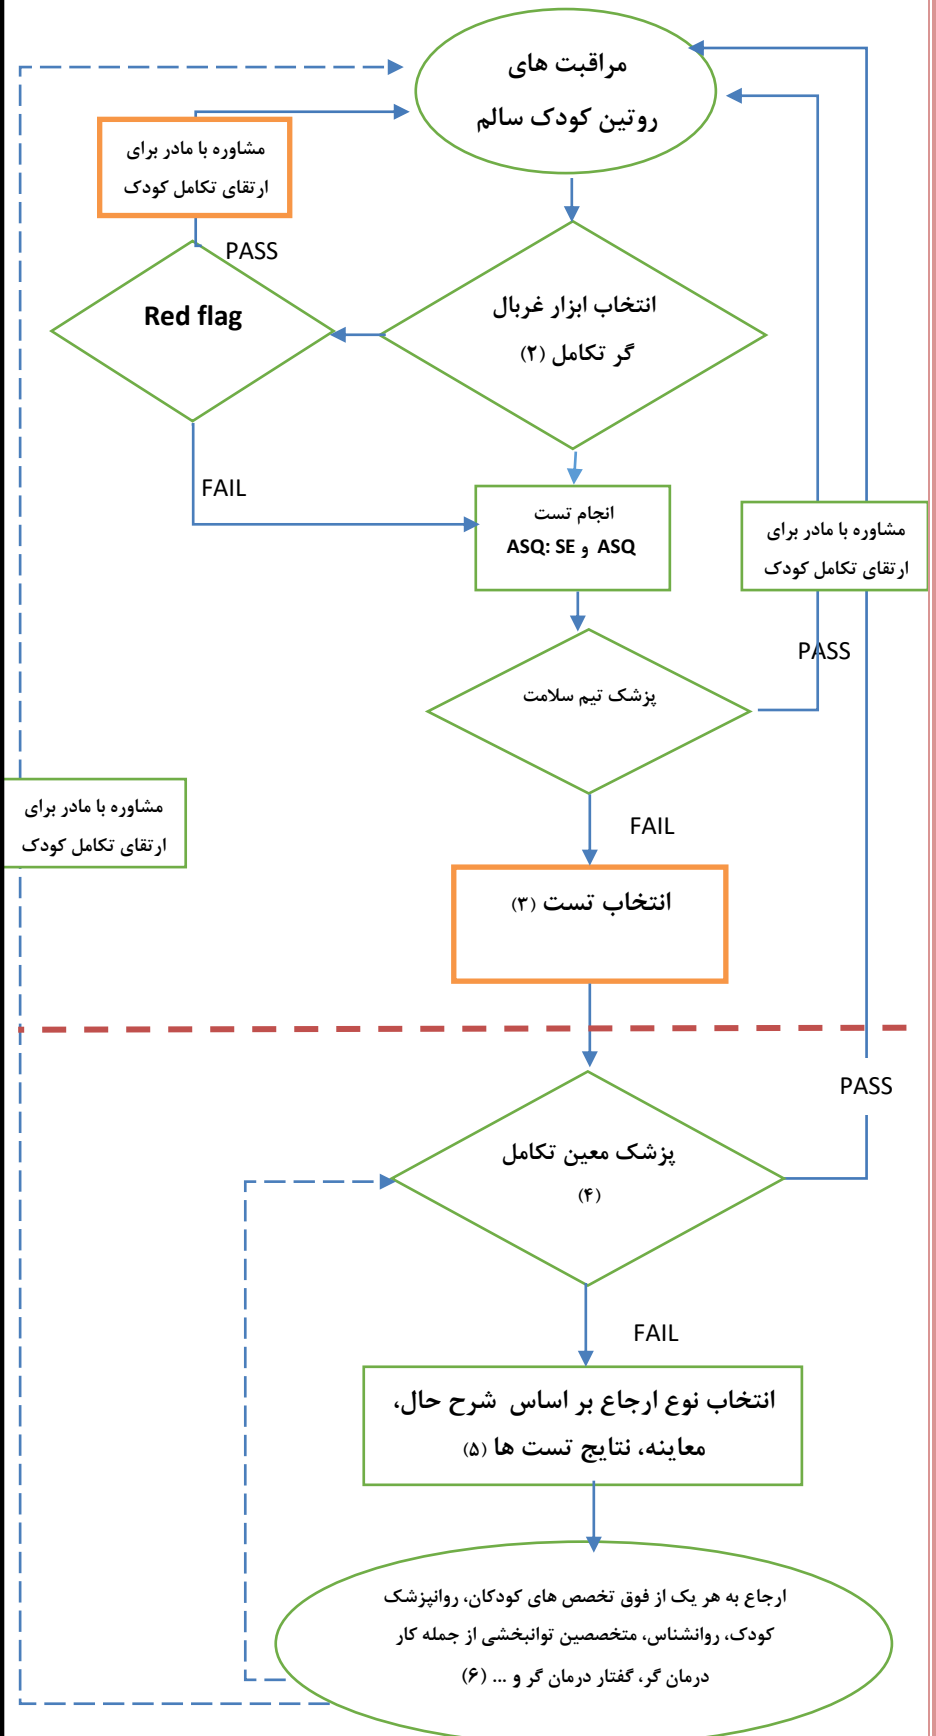 مراقبت های
روتین کودک سالم
مشاوره با مادر برای
ارتقای تکامل کودک
PASS
Red flag
انتخاب ابزار غربال
گر تکامل (۲)
FAIL
انجام تست
ASQ و ASQ: SE
مشاوره با مادر برای
ارتقای تکامل کودک
PASS
پزشک تیم سلامت
مشاوره با مادر برای
ارتقای تکامل کودک
FAIL
انتخاب تست (۳)
PASS
پزشک معین تکامل
(۴)
FAIL
انتخاب نوع ارجاع بر اساس شرح حال،
معاینه، نتایج تست ها (۵)
ارجاع به هر یک از فوق تخصص های کودکان، روانپزشک
کودک، روانشناس، متخصصین توانبخشی از جمله کار
درمان گر، گفتار درمان گر و ... (۶)